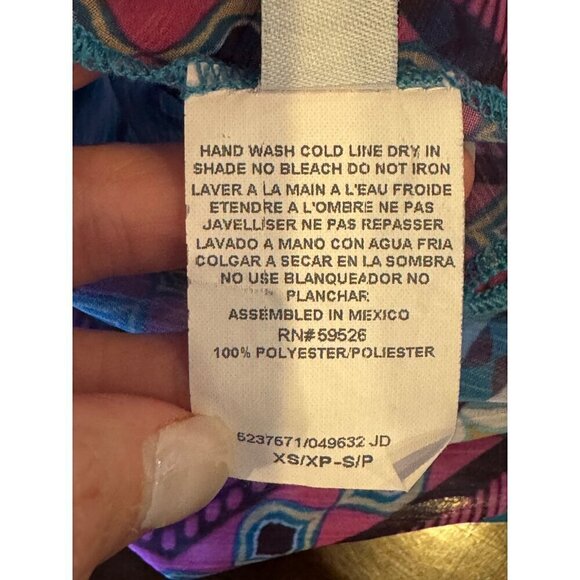 HAND WASH COLD LINE DRY IN
SHADE NO BLEACH DO NOT IRON
LAVER A LA MAIN A L'EAU FROIDE
ETENDRE A L'OMBRE NE PAS
JAVELLISER NE PAS REPASSER
LAVADO A MANO CON AGUA FRIA
COLGAR A SECAR EN LA SOMBRA
NO USE BLANQUEADOR NO
PLANCHAR
ASSEMBLED IN MEXICO
RN#59526
100% POLYESTER/POLIESTER
6237671/049632 JD
XS/XP-S/P